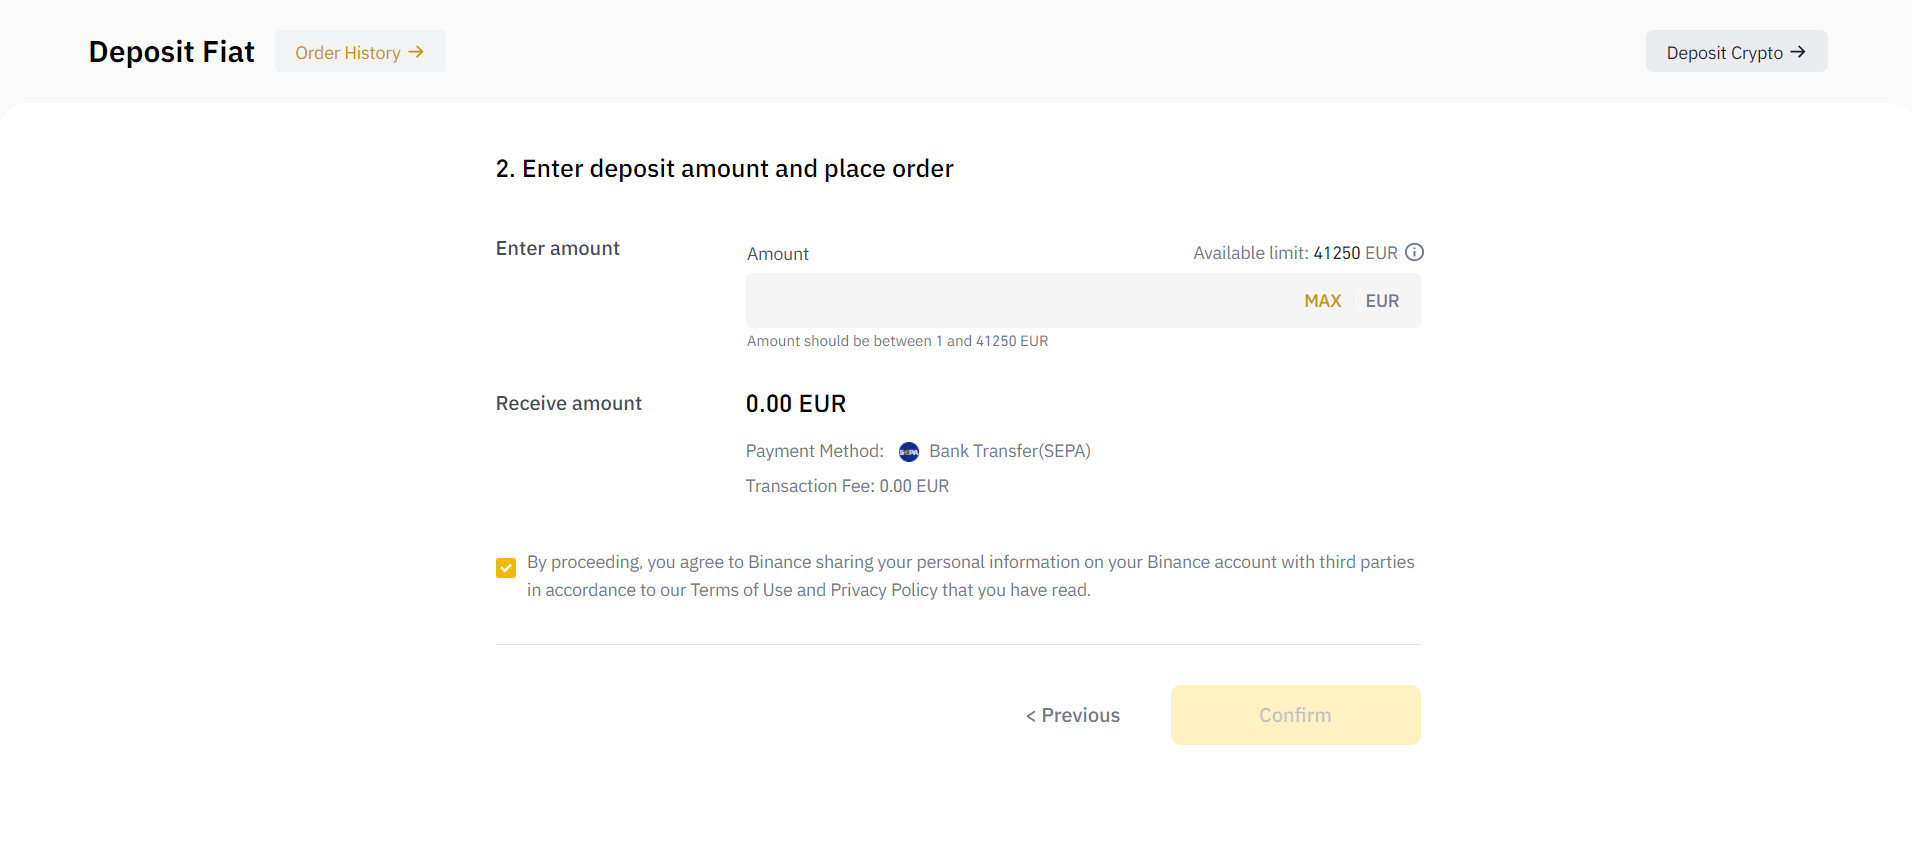 Deposit Fiat
Order History →
Deposit Crypto →
2. Enter deposit amount and place order
Enter amount
Amount
Available limit: 41250 EUR
MAX
EUR
Amount should be between 1 and 41250 EUR
Receive amount
0.00 EUR
Payment Method: SEPA Bank Transfer(SEPA)
Transaction Fee: 0.00 EUR
By proceeding, you agree to Binance sharing your personal information on your Binance account with third parties
in accordance to our Terms of Use and Privacy Policy that you have read.
< Previous
Confirm